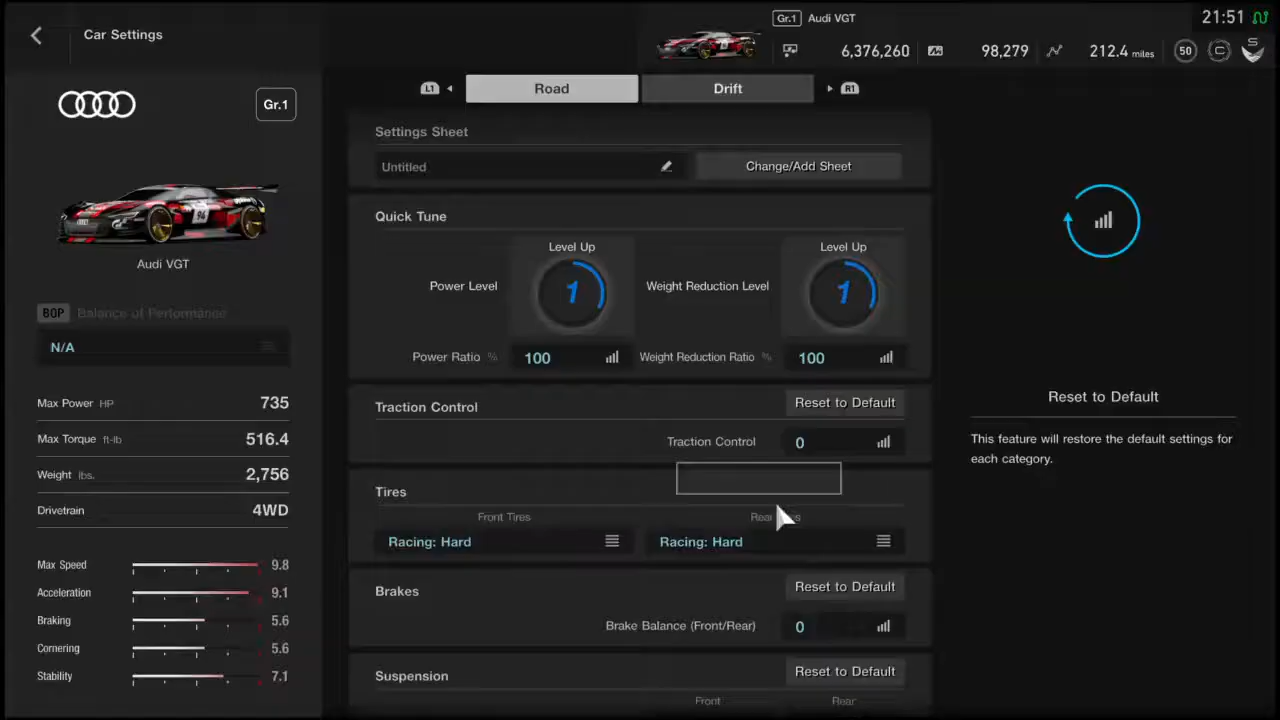 Car Settings
Gr.1 Audi VGT
21:51
6,376,260 98,279 212.4 miles 50 C S
L1 Road Drift R1
Gr.1
Settings Sheet
Untitled Change/Add Sheet
Quick Tune
Level Up Level Up
Power Level 1 Weight Reduction Level 1
Power Ratio % 100 Weight Reduction Ratio % 100
94
Audi VGT
BOP Balance of Performance
N/A
Max Power HP 735
Max Torque ft-lb 516.4
Weight lbs. 2,756
Drivetrain 4WD
Max Speed 9.8
Acceleration 9.1
Braking 5.6
Cornering 5.6
Stability 7.1
Traction Control Reset to Default
Traction Control 0
Tires
Front Tires
Racing: Hard Racing: Hard
Brakes Reset to Default
Brake Balance (Front/Rear) 0
Suspension Reset to Default
Front Rear
Reset to Default
This feature will restore the default settings for
each category.